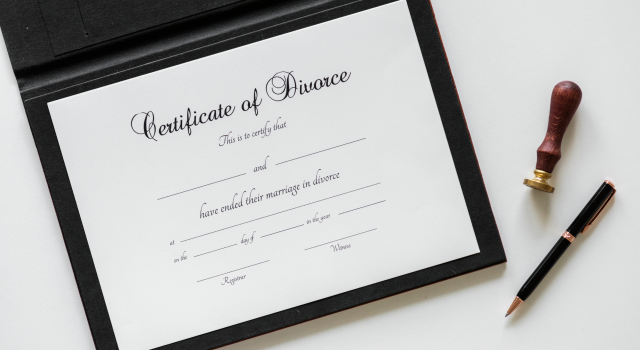 Certificate of Divorce
This is to certify that
and
have ended their marriage in divorce
at
on the day of in the year
Registrar Witness